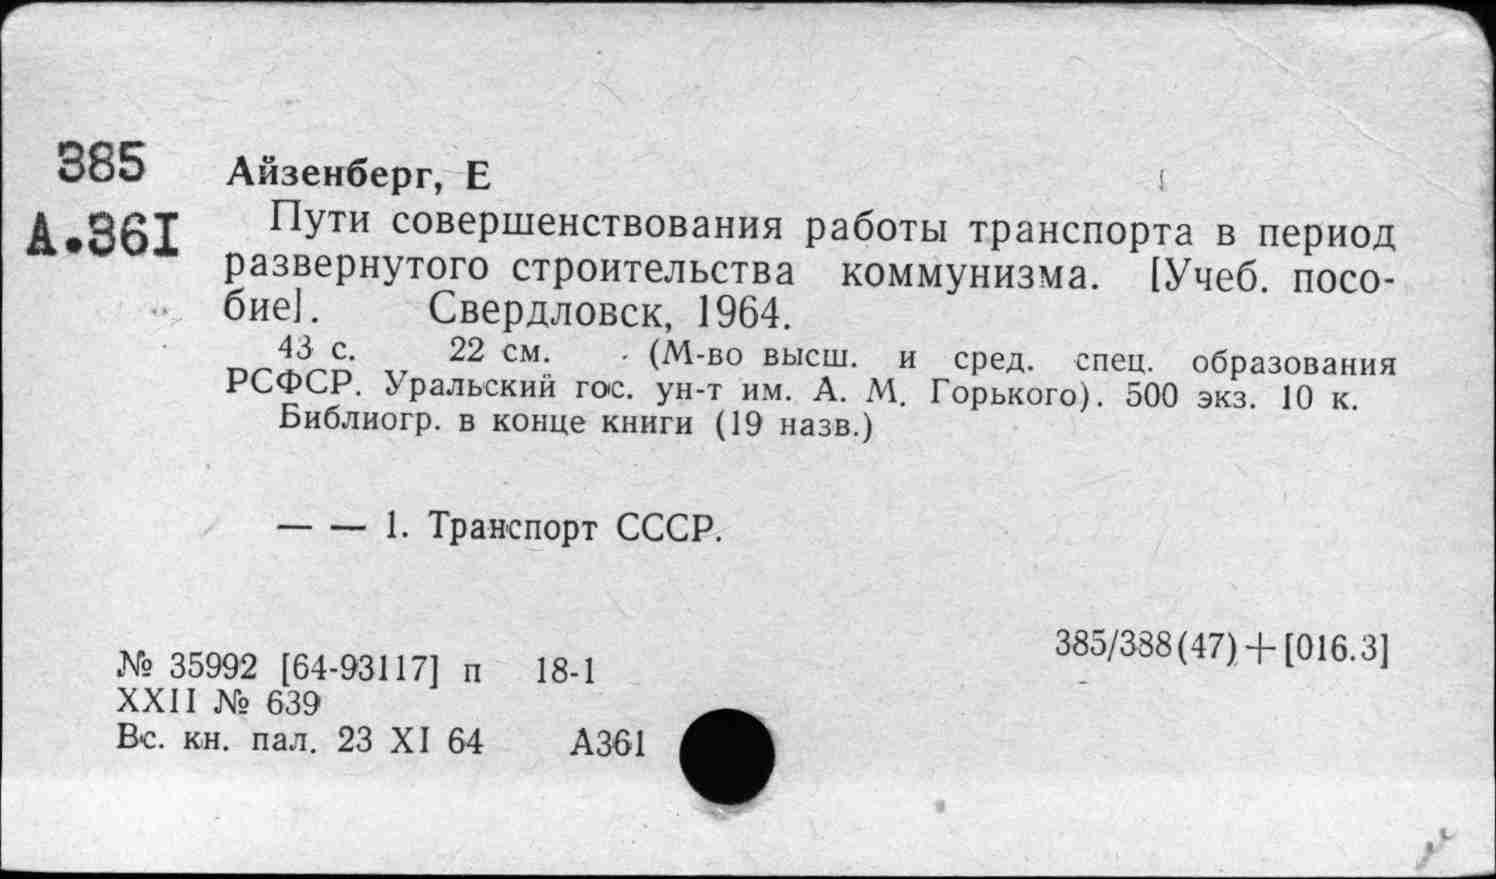 385
А.36I
Айзенберг, Е
Пути совершенствования работы транспорта в период
развернутого строительства коммунизма. [Учеб. посо-
бие]. Свердловск, 1964.
43 с. 22 см. (М-во высш. и сред. спец. образования
РСФСР. Уральский гос. ун-т им. А. М. Горького). 500 экз. 10 к.
Библиогр. в конце книги (19 назв.)
— — 1. Транспорт СССР.
385/388(47)+[016.3]
№ 35992 [64-93117] п 18-1
XXII № 639
Вс. кн. пал. 23 XI 64 А361